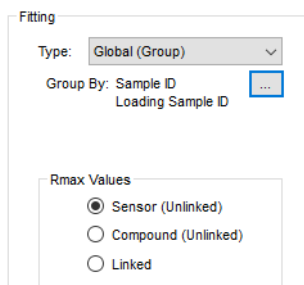 Fitting
Type: Global (Group)
Group By: Sample ID
Loading Sample ID
...
Rmax Values
Sensor (Unlinked)
Compound (Unlinked)
Linked